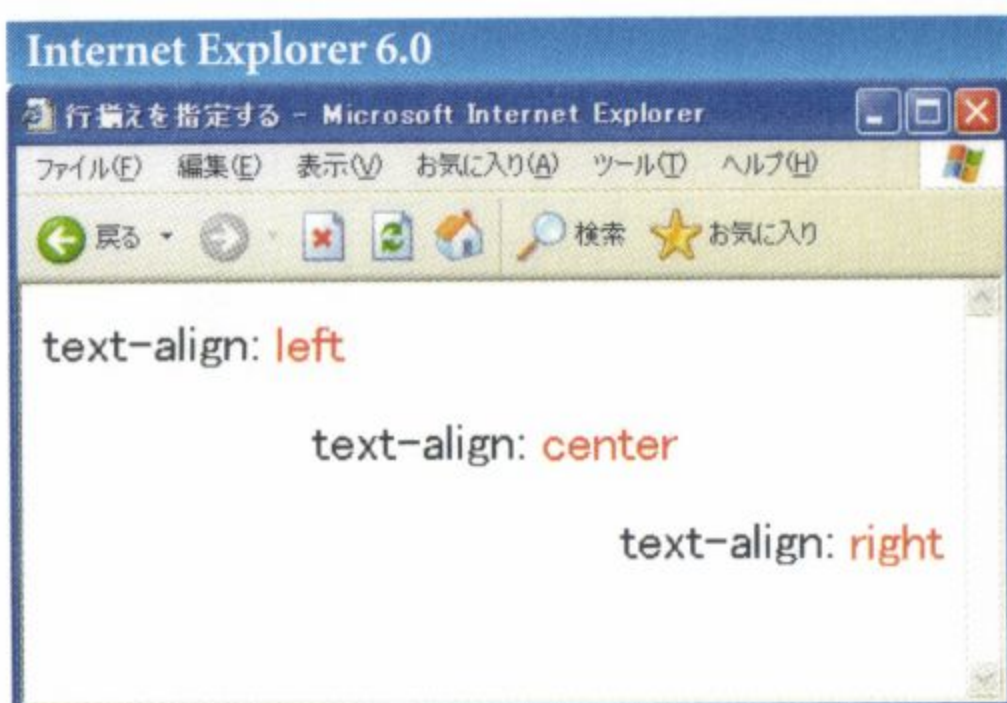 Internet Explorer 6.0
行揃えを指定する - Microsoft Internet Explorer
ファイル(F) 編集(E) 表示(V) お気に入り(A) ツール(T) ヘルプ(H)
戻る 検索 お気に入り
text-align: left
text-align: center
text-align: right